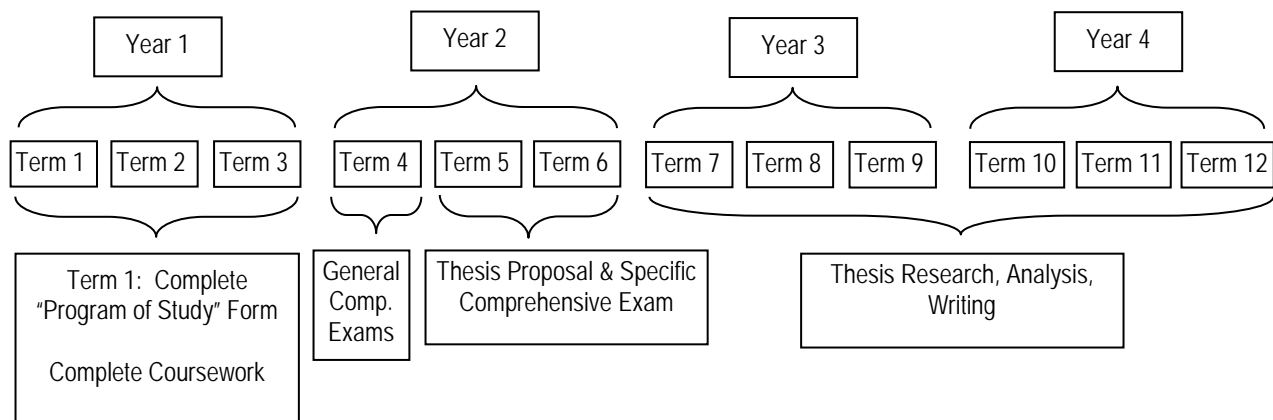 Year 1
Year 2
Year 3
Year 4
Term 1
Term 2
Term 3
Term 4
Term 5
Term 6
Term 7
Term 8
Term 9
Term 10
Term 11
Term 12
Term 1:  Complete
“Program of Study” Form
Complete Coursework
General
Comp.
Exams
Thesis Proposal & Specific
Comprehensive Exam
Thesis Research, Analysis,
Writing